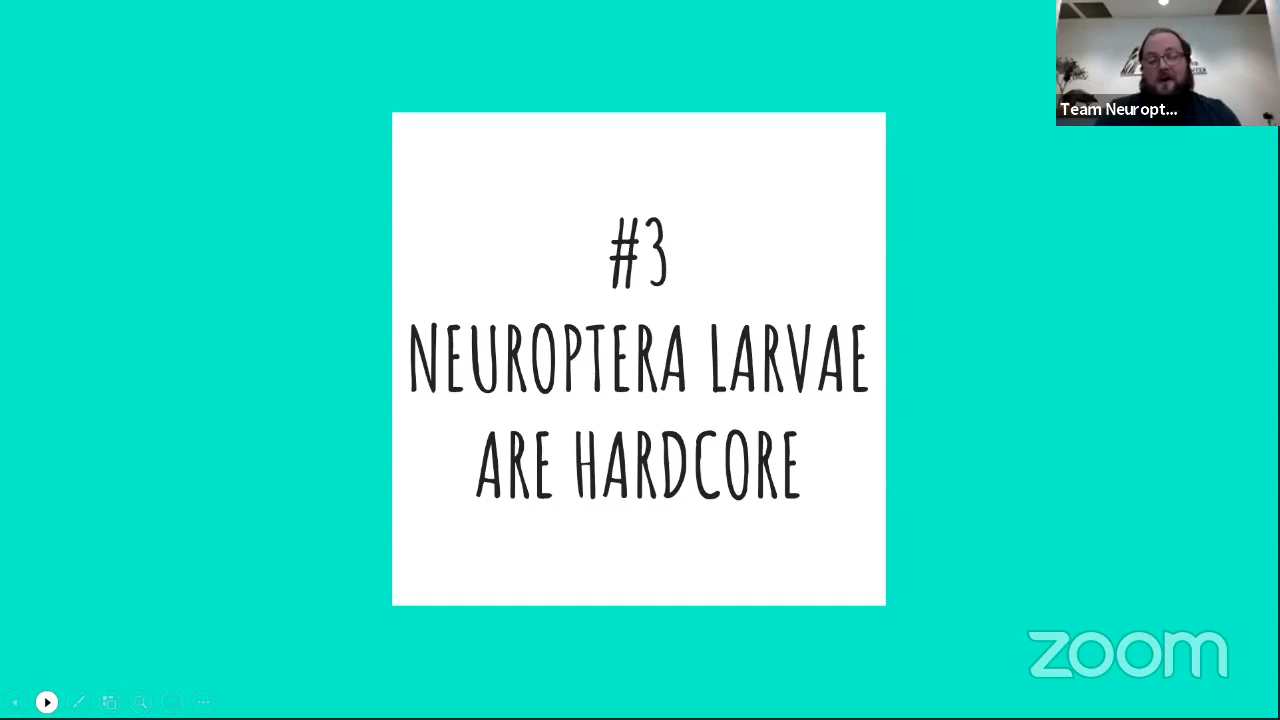 Team Neuropt...
#3
NEUROPTERA LARVAE
ARE HARDCORE
zoom